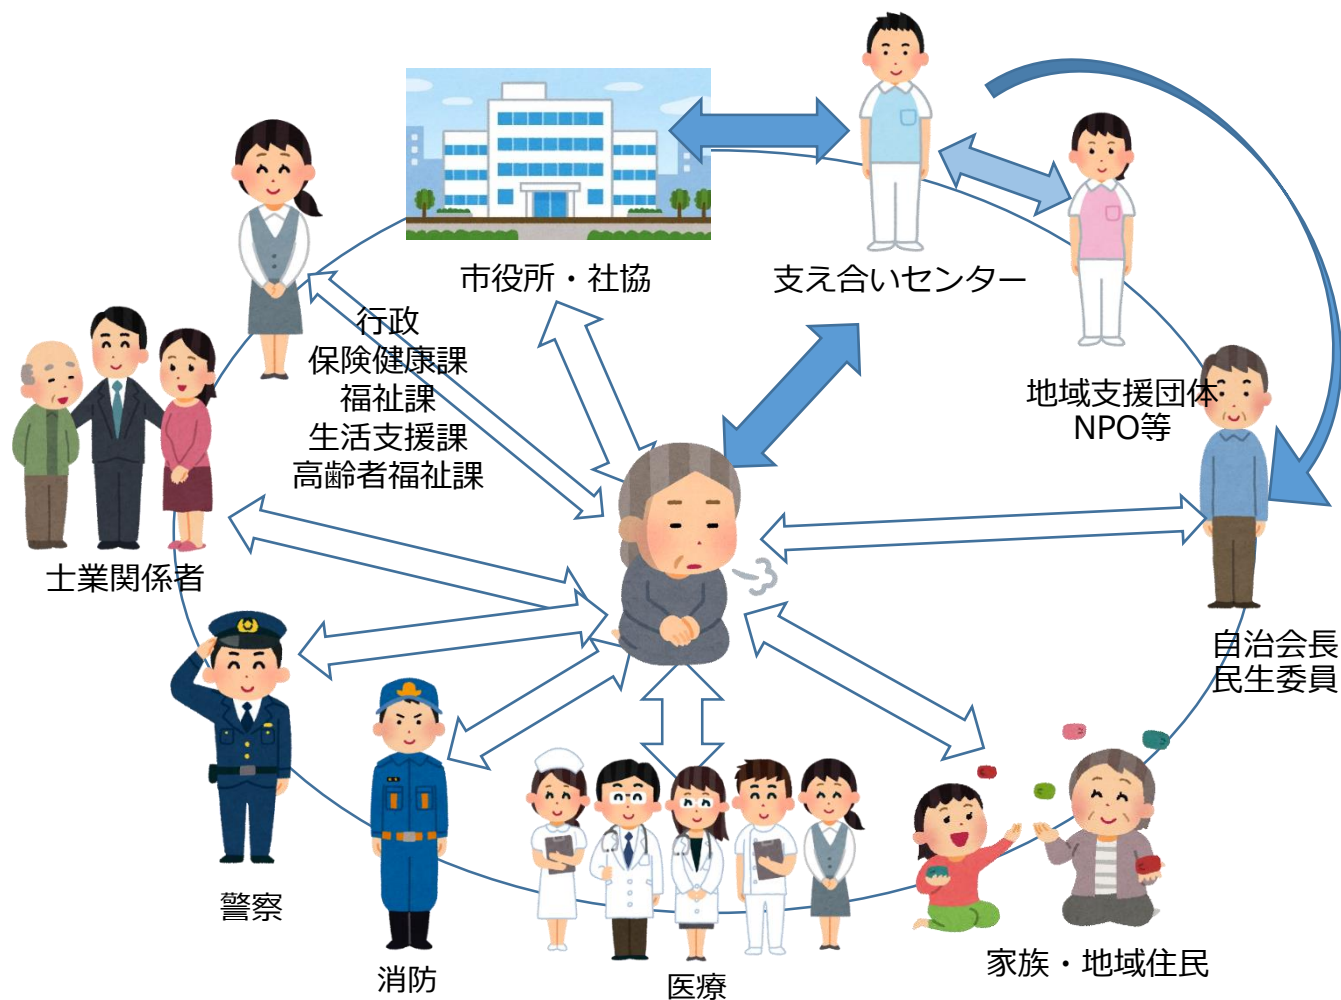 市役所・社協
支え合いセンター
行政
保険健康課
福祉課
生活支援課
高齢者福祉課
地域支援団体
NPO等
士業関係者
自治会長
民生委員
警察
消防
医療
家族・地域住民